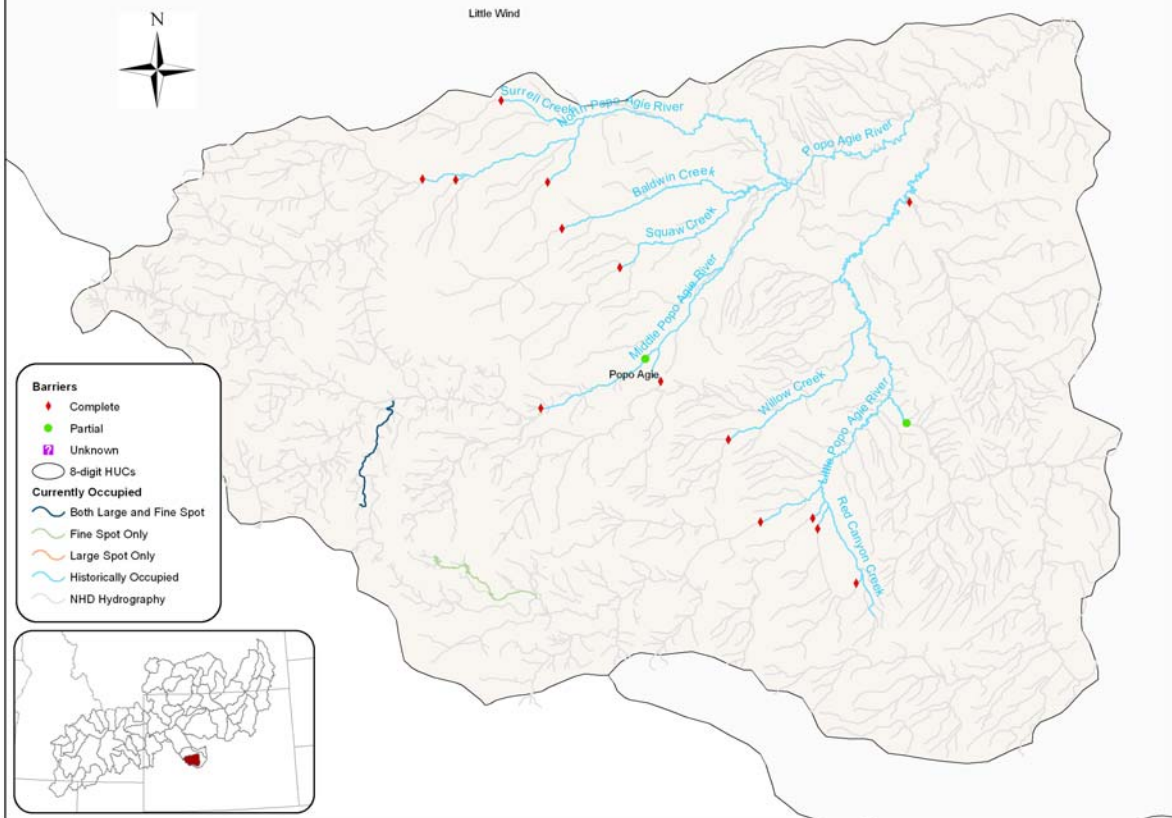 Little Wind
N
Surrell Creek
North Papo Agie River
Popo Agie River
Baldwin Creek
Squaw Creek
Middle Popo Agie River
Popo Agie
Willow Creek
Little Popo Agie River
Red Canyon Creek
Barriers
Complete
Partial
?
Unknown
8-digit HUCs
Currently Occupied
Both Large and Fine Spot
Fine Spot Only
Large Spot Only
Historically Occupied
NHD Hydrography